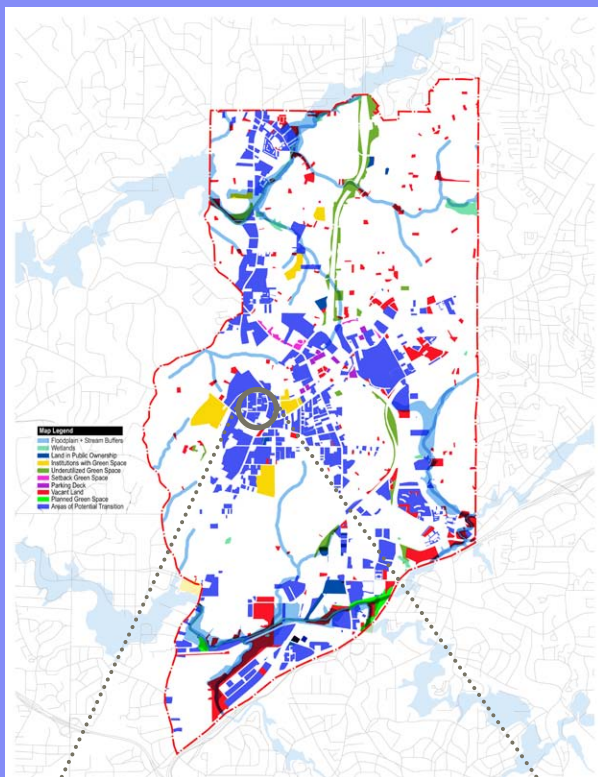 Map Legend
Floodplain + Stream Buffers
Wetlands
Land in Public Ownership
Institutions with Green Space
Underutilized Green Space
Setback Green Space
Parking Deck
Vacant Land
Planned Green Space
Areas of Potential Transition